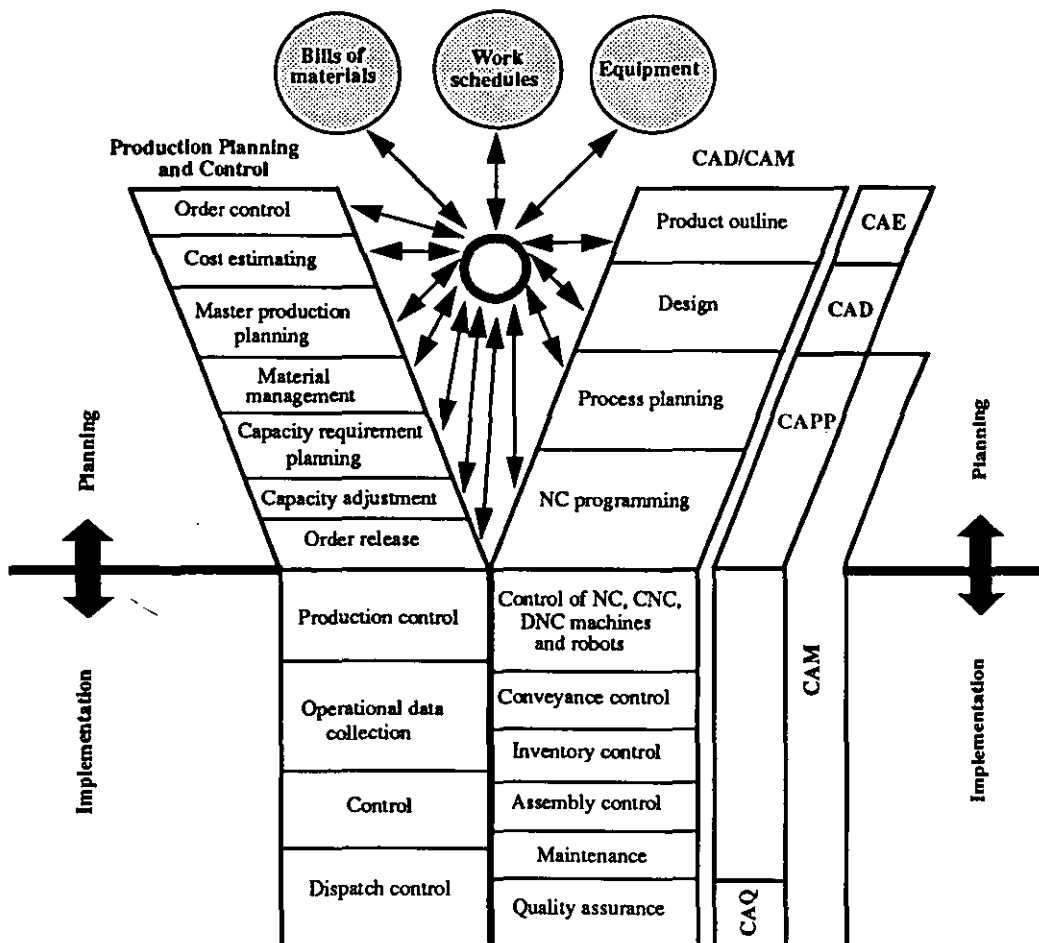 Bills of
materials
Work
schedules
Equipment
Production Planning
and Control
CAD/CAM
Order control
Cost estimating
Master production
planning
Material
management
Capacity requirement
planning
Capacity adjustment
Order release
Product outline
Design
Process planning
NC programming
CAE
CAD
CAPP
Planning
Planning
Production control
Operational data
collection
Control
Dispatch control
Control of NC, CNC,
DNC machines
and robots
Conveyance control
Inventory control
Assembly control
Maintenance
Quality assurance
CAM
CAQ
Implementation
Implementation